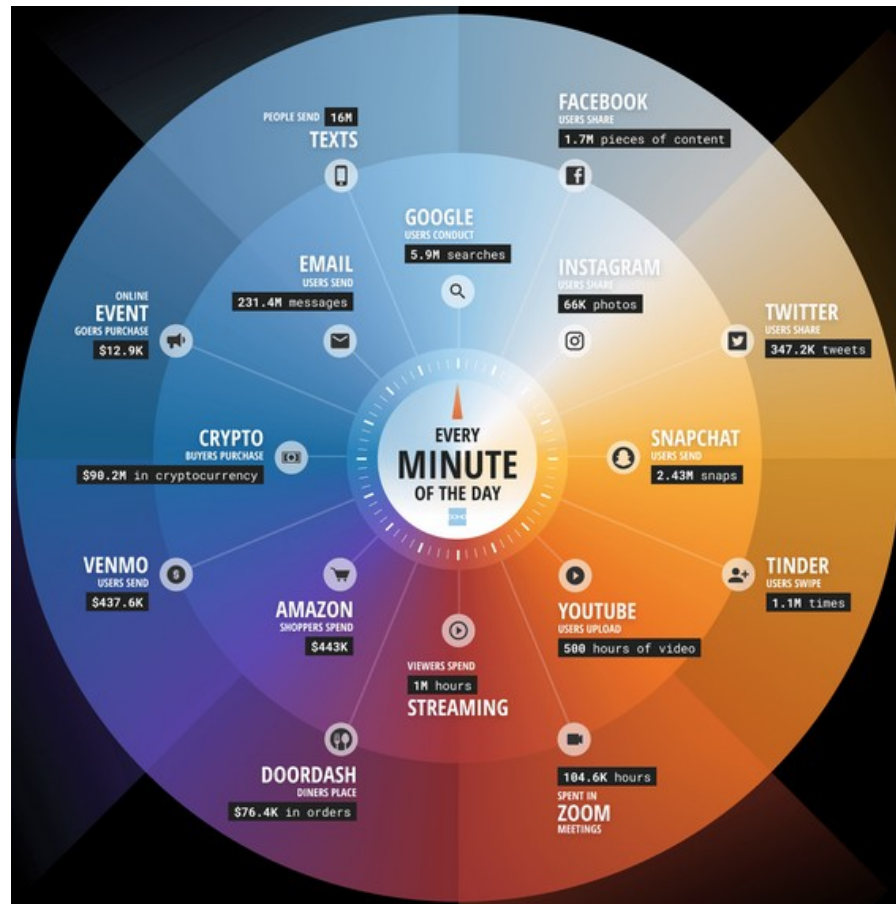 PEOPLE SEND 16M
TEXTS
FACEBOOK
USERS SHARE
1.7M pieces of content
GOOGLE
USERS CONDUCT
5.9M searches
EMAIL
USERS SEND
231.4M messages
INSTAGRAM
USERS SHARE
66K photos
ONLINE
EVENT
GOERS PURCHASE
$12.9K
TWITTER
USERS SHARE
347.2K tweets
CRYPTO
BUYERS PURCHASE
$90.2M in cryptocurrency
EVERY
MINUTE
OF THE DAY
DOMO
SNAPCHAT
USERS SEND
2.43M snaps
VENMO
USERS SEND
$437.6K
AMAZON
SHOPPERS SPEND
$443K
VIEWERS SPEND
1M hours
STREAMING
YOUTUBE
USERS UPLOAD
500 hours of video
TINDER
USERS SWIPE
1.1M times
DOORDASH
DINERS PLACE
$76.4K in orders
104.6K hours
SPENT IN
ZOOM
MEETINGS